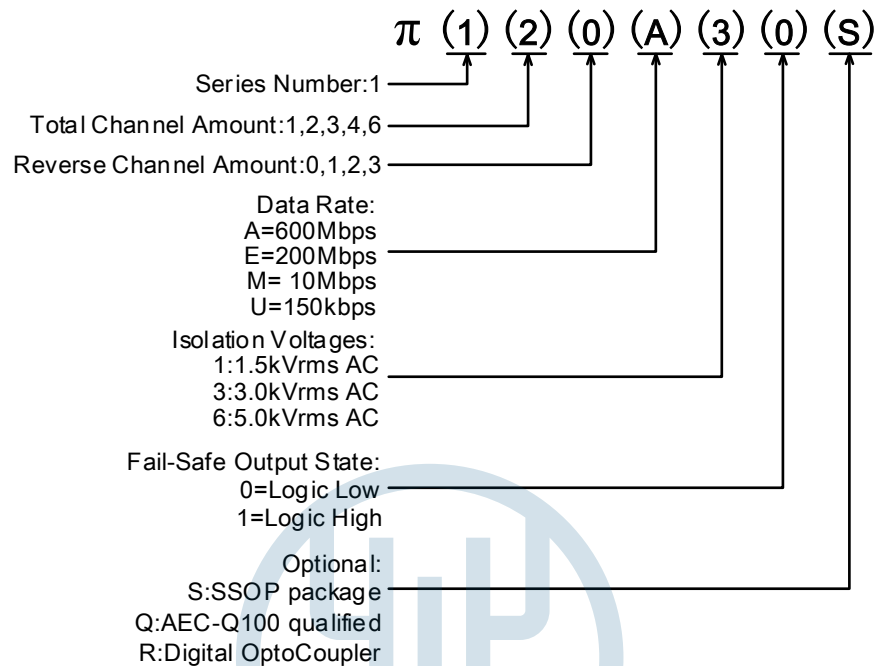 π (1) (2) (0) (A) (3) (0) (S)
Series Number:1
Total Channel Amount:1,2,3,4,6
Reverse Channel Amount:0,1,2,3
Data Rate:
A=600Mbps
E=200Mbps
M= 10Mbps
U=150kbps
Isolation Voltages:
1:1.5kVrms AC
3:3.0kVrms AC
6:5.0kVrms AC
Fail-Safe Output State:
0=Logic Low
1=Logic High
Optional:
S:SSOP package
Q:AEC-Q100 qualified
R:Digital OptoCoupler